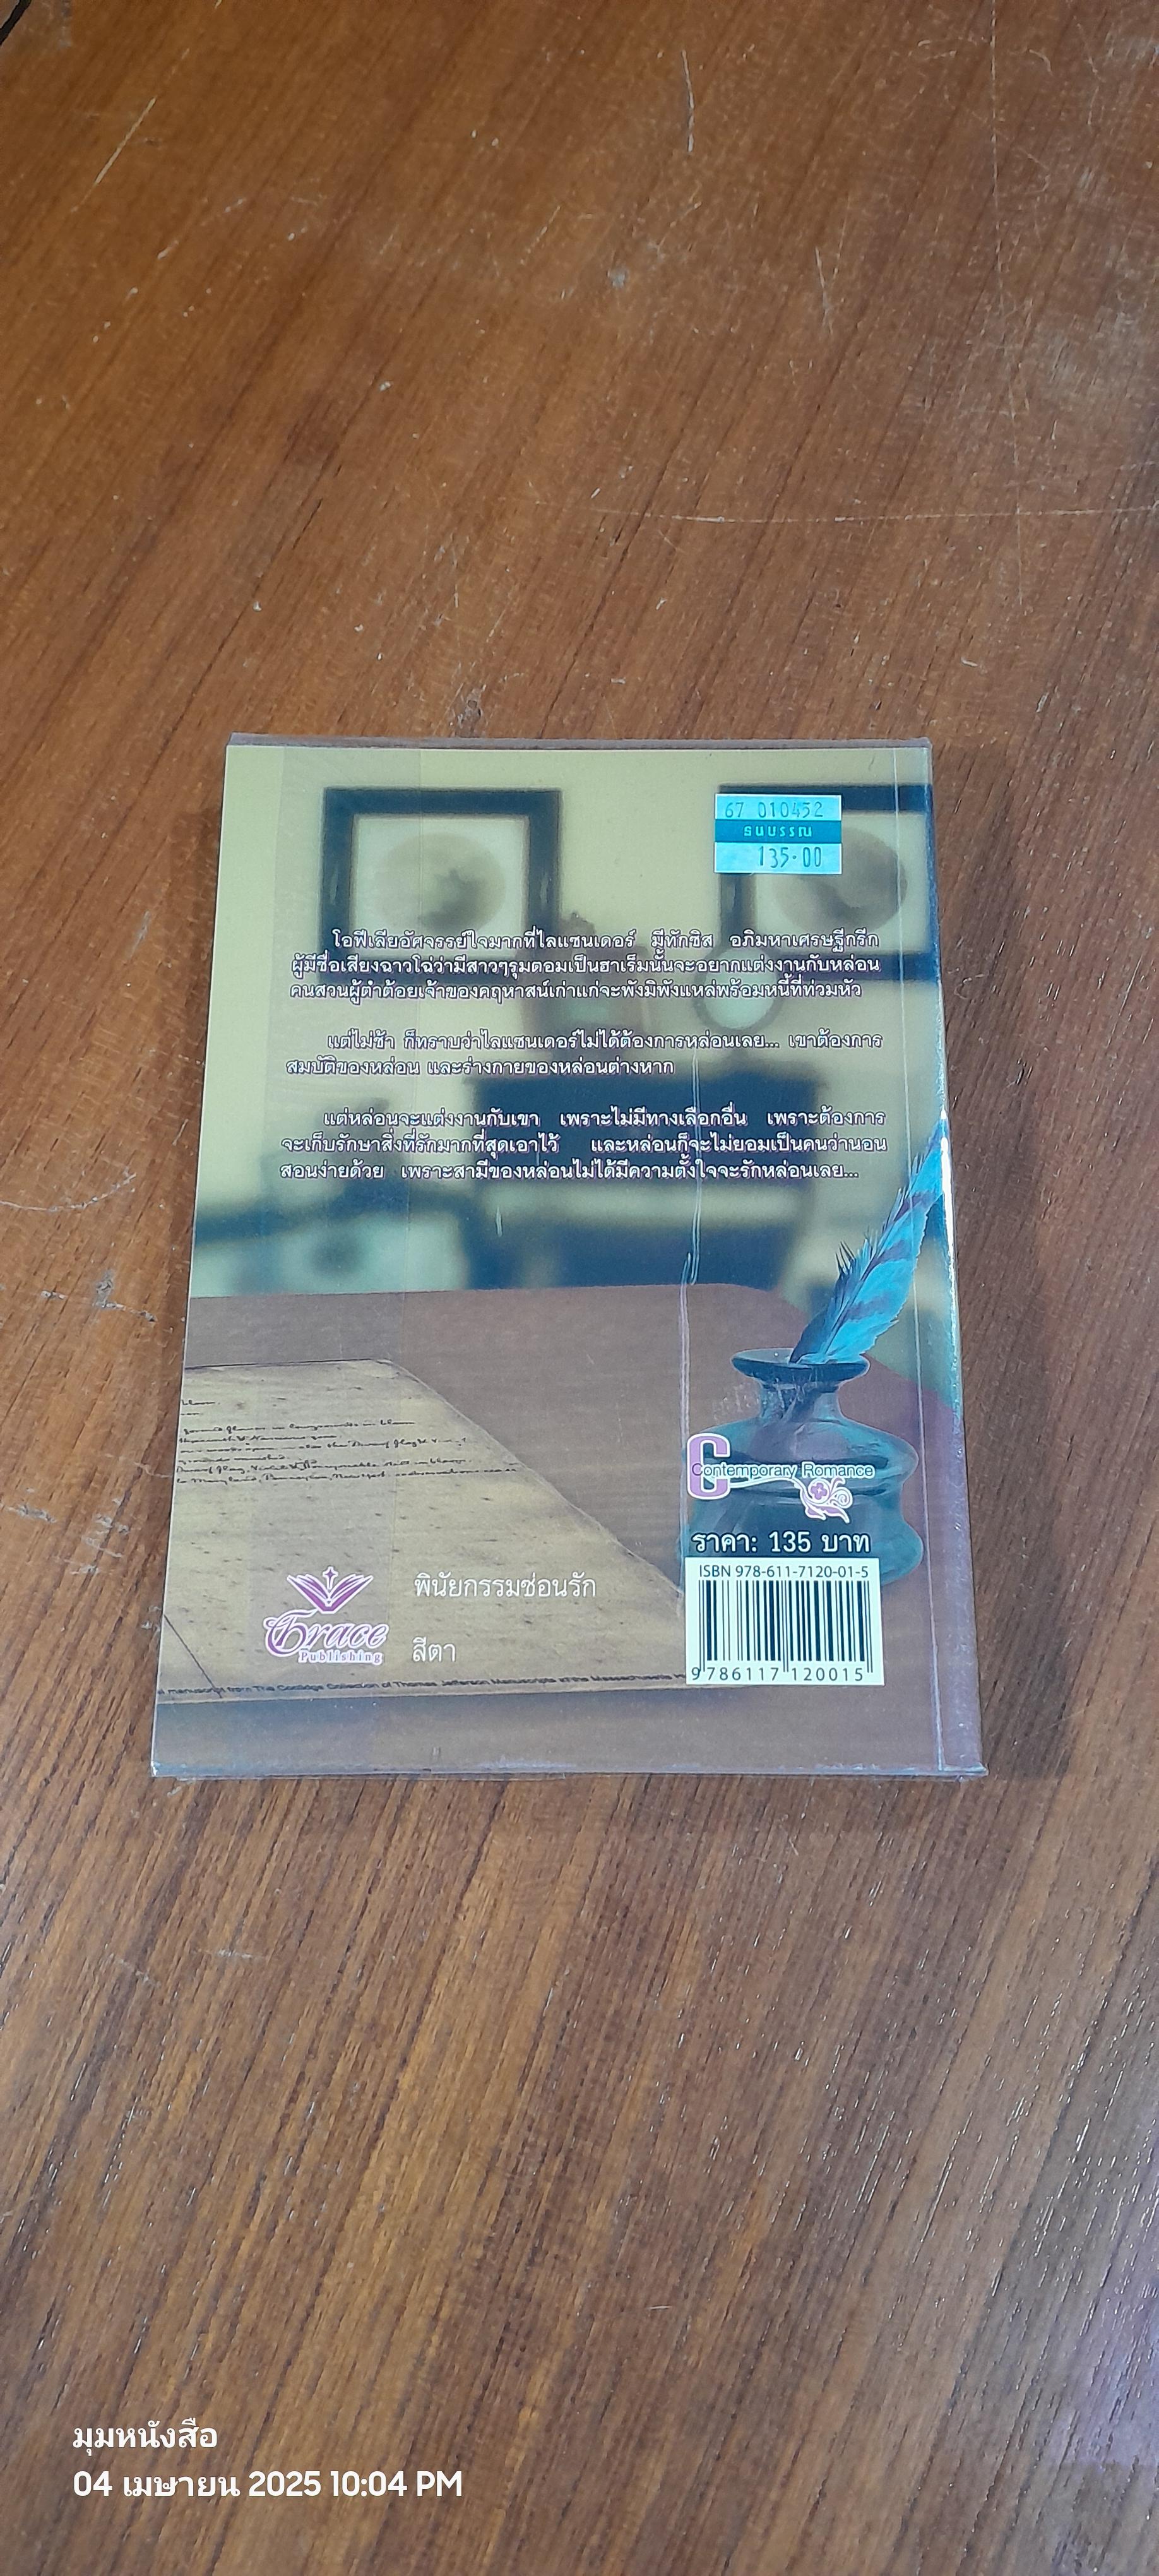 67 010452
ธนบรรณ
135.00
โอฟีเลียอัศจรรย์ใจมากที่ไลแซนเดอร์ มีทักซิส อภิมหาเศรษฐีกรีก
ผู้มีชื่อเสียงฉาวโฉ่ว่ามีสาวๆรุมตอมเป็นฮาเร็มนั้นจะอยากแต่งงานกับหล่อน
คนสวนผู้ต่ำต้อยเจ้าของคฤหาสน์เก่าแก่จะพังมิพังแหล่พร้อมหนี้ที่ท่วมหัว
แต่ไม่ช้า ก็ทราบว่าไลแซนเดอร์ไม่ได้ต้องการหล่อนเลย... เขาต้องการ
สมบัติของหล่อน และร่างกายของหล่อนต่างหาก
แต่หล่อนจะแต่งงานกับเขา เพราะไม่มีทางเลือกอื่น เพราะต้องการ
จะเก็บรักษาสิ่งที่รักมากที่สุดเอาไว้ และหล่อนก็จะไม่ยอมเป็นคนว่านอน
สอนง่ายด้วย เพราะสามีของหล่อนไม่ได้มีความตั้งใจจะรักหล่อนเลย...
Contemporary Romance
ราคา: 135 บาท
ISBN 978-611-7120-01-5
9 786117 120015
Grace
Publishing
พินัยกรรมซ่อนรัก
สีตา
manuscript from The Coolidge Collection of Thomas Jefferson Manuscripts at the Massachusetts
มุมหนังสือ
04 เมษายน 2025 10:04 PM